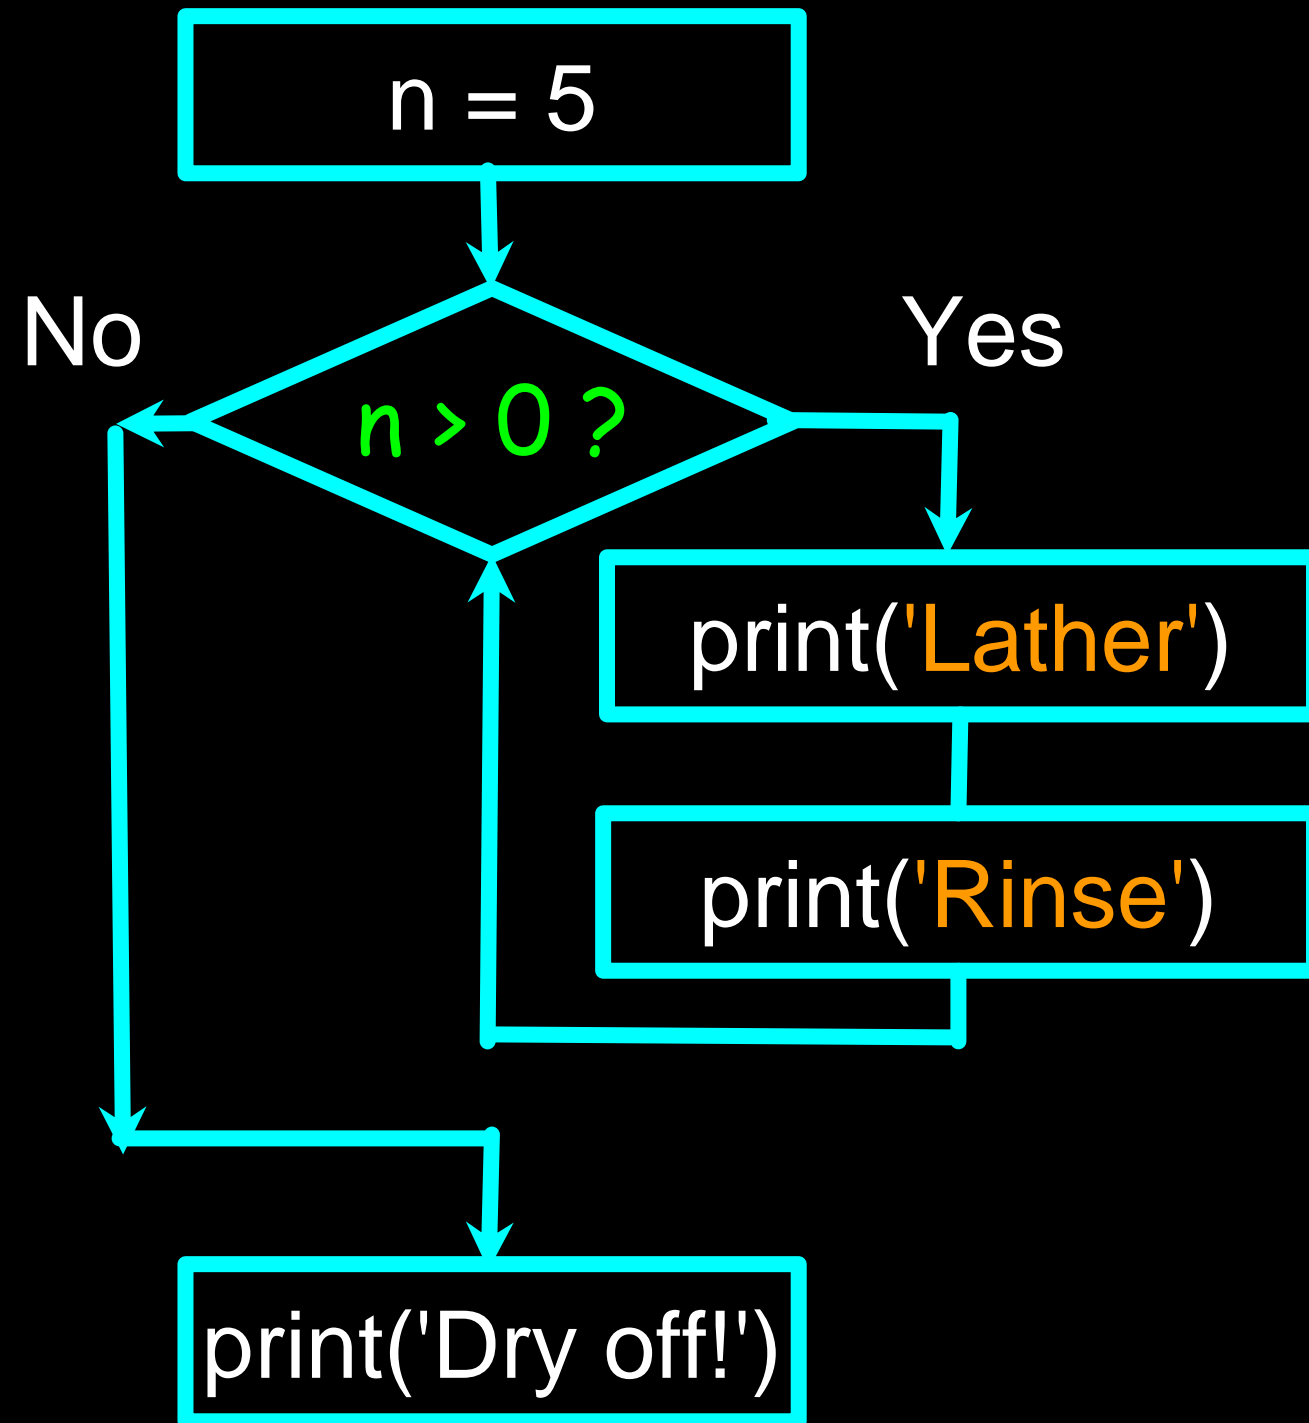 n = 5
No
Yes
n > 0 ?
print('Lather')
print('Rinse')
print('Dry off!')